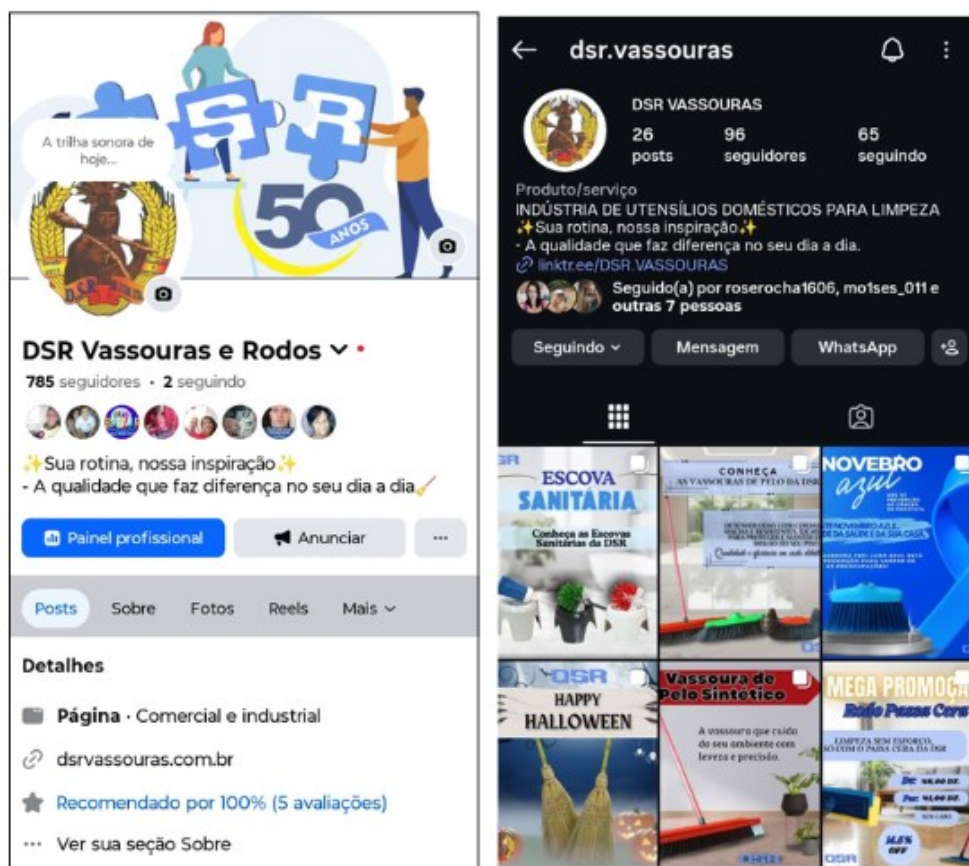 A trilha sonora de
hoje...
S R
50
ANOS
D.S.R
DSR Vassouras e Rodos
785 seguidores • 2 seguindo
✨Sua rotina, nossa inspiração✨
- A qualidade que faz diferença no seu dia a dia🧹
Painel profissional
Anunciar
...
Posts
Sobre
Fotos
Reels
Mais
Detalhes
Página · Comercial e industrial
dsrvassouras.com.br
Recomendado por 100% (5 avaliações)
... Ver sua seção Sobre
dsr.vassouras
DSR VASSOURAS
26 96 65
posts seguidores seguindo
Produto/serviço
INDÚSTRIA DE UTENSÍLIOS DOMÉSTICOS PARA LIMPEZA
✨Sua rotina, nossa inspiração✨
- A qualidade que faz diferença no seu dia a dia.
linktr.ee/DSR.VASSOURAS
Seguido(a) por roserocha1606, mo1ses_011 e
outras 7 pessoas
Seguindo
Mensagem
WhatsApp
SR
ESCOVA
SANITÁRIA
Conheça as Escovas
Sanitárias da DSR
CONHEÇA
AS VASSOURAS DE PELO DA DSR
NOVEBRO
azul
DSR
HAPPY
HALLOWEEN
Vassoura de
Pelo Sintético
A vassoura que cuida
do seu ambiente com
leveza e precisão.
MEGA PROMOÇA
Rodo Passa Cera
LIMPEZA SEM ESFORÇO,
SÓ COM O PASSA CERA DA DSR
14,5%
OFF
DSR